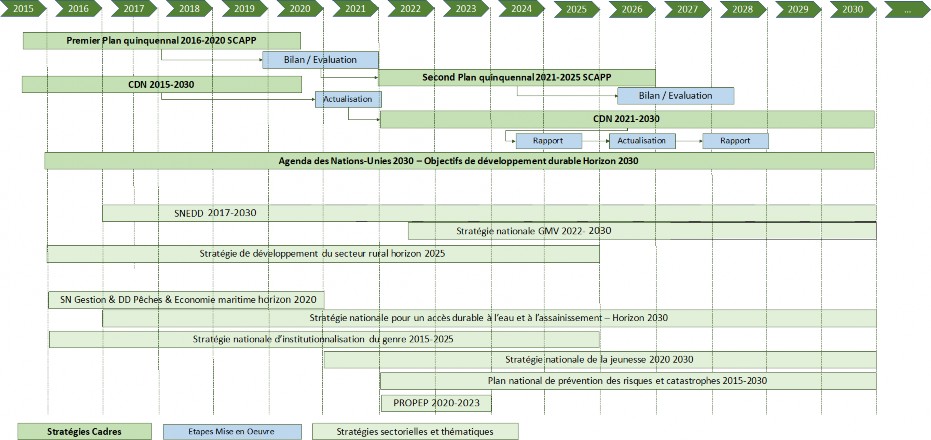 2015 2016 2017 2018 2019 2020 2021 2022 2023 2024 2025 2026 2027 2028 2029 2030 ...
Premier Plan quinquennal 2016-2020 SCAPP
Bilan / Evaluation
Second Plan quinquennal 2021-2025 SCAPP
CDN 2015-2030
Bilan / Evaluation
Actualisation
CDN 2021-2030
Rapport Actualisation Rapport
Agenda des Nations-Unies 2030 – Objectifs de développement durable Horizon 2030
SNEDD 2017-2030
Stratégie nationale GMV 2022- 2030
Stratégie de développement du secteur rural horizon 2025
SN Gestion & DD Pêches & Economie maritime horizon 2020
Stratégie nationale pour un accès durable à l'eau et à l'assainissement – Horizon 2030
Stratégie nationale d'institutionnalisation du genre 2015-2025
Stratégie nationale de la jeunesse 2020 2030
Plan national de prévention des risques et catastrophes 2015-2030
PROPEP 2020-2023
Stratégies Cadres Etapes Mise en Oeuvre Stratégies sectorielles et thématiques